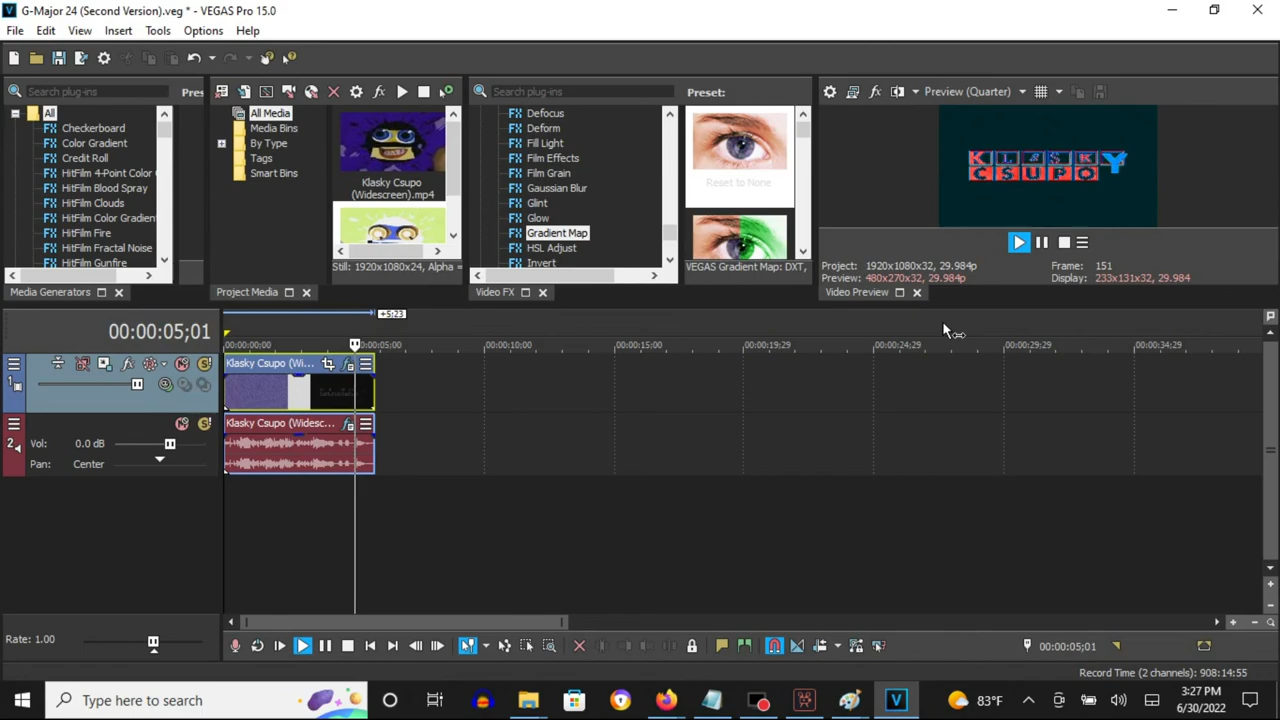 G-Major 24 (Second Version).veg * - VEGAS Pro 15.0
File Edit View Insert Tools Options Help
Search plug-ins
Pres
All
Checkerboard
Color Gradient
Credit Roll
HitFilm 4-Point Color
HitFilm Blood Spray
HitFilm Clouds
HitFilm Color Gradien
HitFilm Fire
HitFilm Fractal Noise
HitFilm Gunfire
Media Generators
All Media
Media Bins
By Type
Tags
Smart Bins
Klasky Csupo
(Widescreen).mp4
Still: 1920x1080x24, Alpha =
Project Media
Search plug-ins
Preset:
Defocus
Deform
Fill Light
Film Effects
Film Grain
Gaussian Blur
Glint
Glow
Gradient Map
HSL Adjust
Invert
Reset to None
VEGAS Gradient Map: DXT,
Video FX
Preview (Quarter)
KLASKY
CSUPO
Project: 1920x1080x32, 29.984p
Frame: 151
Preview: 480x270x32, 29.984p
Display: 233x131x32, 29.984
Video Preview
+5:23
00:00:05;01
00:00:00;00 00:00:05;00 00:00:10;00 00:00:15;00 00:00:19;29 00:00:24;29 00:00:29;29 00:00:34;29
1
Klasky Csupo (Wi...
2
Klasky Csupo (Widesc...
Vol: 0.0 dB
Pan: Center
Rate: 1.00
00:00:05;01
Record Time (2 channels): 908:14:55
Type here to search
83°F
3:27 PM
6/30/2022